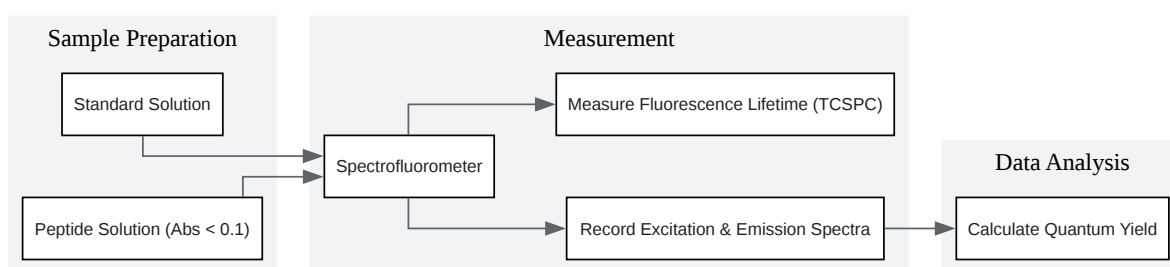 Sample Preparation
Standard Solution
Peptide Solution (Abs < 0.1)
Measurement
Spectrofluorometer
Measure Fluorescence Lifetime (TCSPC)
Record Excitation & Emission Spectra
Data Analysis
Calculate Quantum Yield